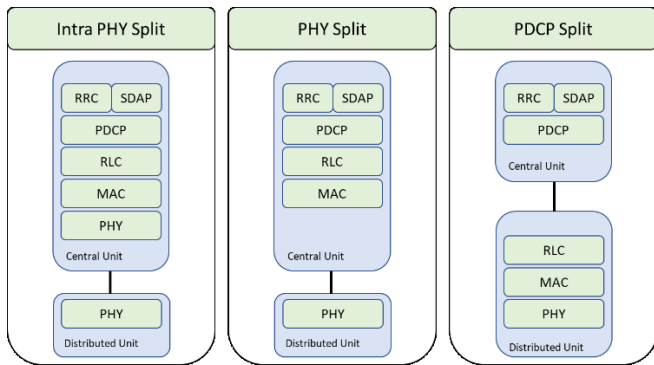 Intra PHY Split
RRC SDAP
PDCP
RLC
MAC
PHY
Central Unit
PHY
Distributed Unit
PHY Split
RRC SDAP
PDCP
RLC
MAC
Central Unit
PHY
Distributed Unit
PDCP Split
RRC SDAP
PDCP
Central Unit
RLC
MAC
PHY
Distributed Unit